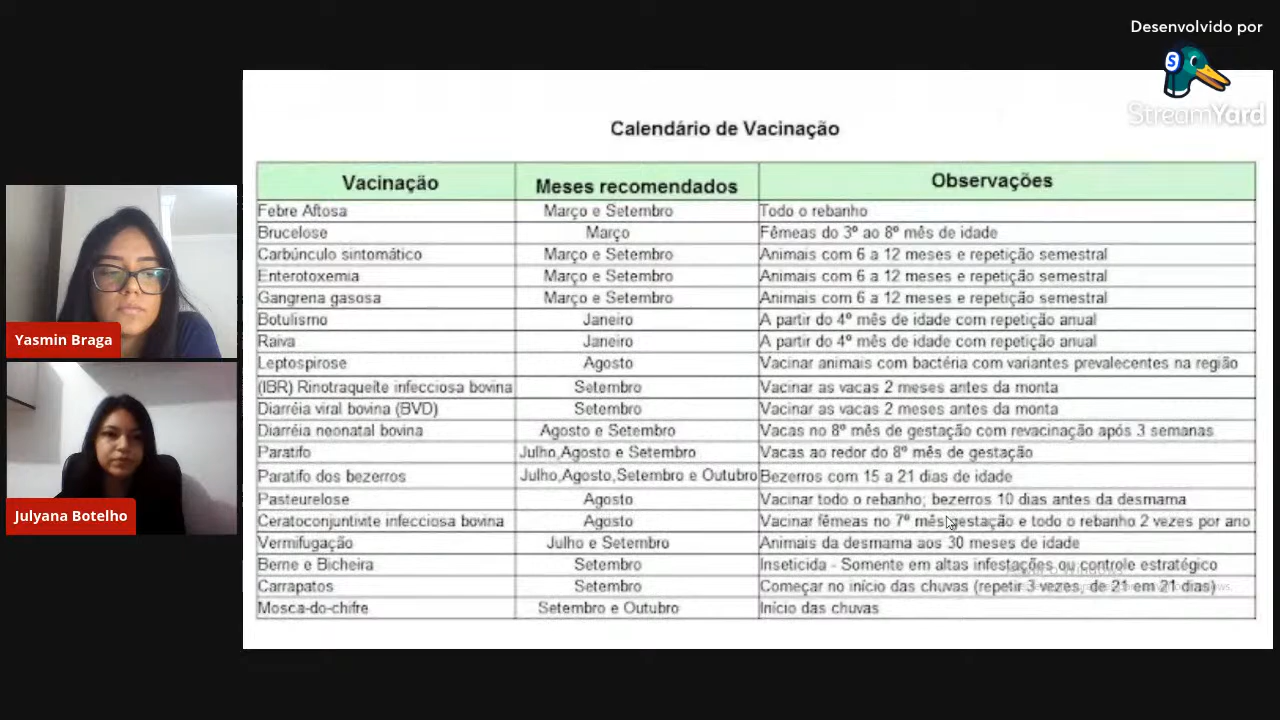 Desenvolvido por
StreamYard
Calendário de Vacinação
Vacinação Meses recomendados Observações
Febre Aftosa Março e Setembro Todo o rebanho
Brucelose Março Fêmeas do 3º ao 8º mês de idade
Carbúnculo sintomático Março e Setembro Animais com 6 a 12 meses e repetição semestral
Enterotoxemia Março e Setembro Animais com 6 a 12 meses e repetição semestral
Gangrena gasosa Março e Setembro Animais com 6 a 12 meses e repetição semestral
Botulismo Janeiro A partir do 4º mês de idade com repetição anual
Raiva Janeiro A partir do 4º mês de idade com repetição anual
Leptospirose Agosto Vacinar animais com bactéria com variantes prevalecentes na região
(IBR) Rinotraqueíte infecciosa bovina Setembro Vacinar as vacas 2 meses antes da monta
Diarréia viral bovina (BVD) Setembro Vacinar as vacas 2 meses antes da monta
Diarréia neonatal bovina Agosto e Setembro Vacas no 8º mês de gestação com revacinação após 3 semanas
Paratifo Julho,Agosto e Setembro Vacas ao redor do 8º mês de gestação
Paratifo dos bezerros Julho,Agosto,Setembro e Outubro Bezerros com 15 a 21 dias de idade
Pasteurelose Agosto Vacinar todo o rebanho; bezerros 10 dias antes da desmama
Ceratoconjuntivite infecciosa bovina Agosto Vacinar fêmeas no 7º mês gestação e todo o rebanho 2 vezes por ano
Vermifugação Julho e Setembro Animais da desmama aos 30 meses de idade
Berne e Bicheira Setembro Inseticida - Somente em altas infestações ou controle estratégico
Carrapatos Setembro Começar no início das chuvas (repetir 3 vezes, de 21 em 21 dias)
Mosca-do-chifre Setembro e Outubro Início das chuvas
Yasmin Braga
Julyana Botelho